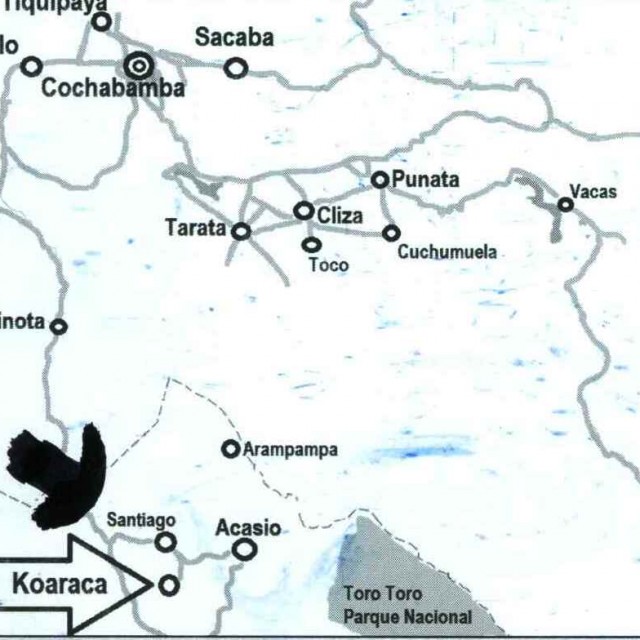 Tiquipaya
lo
Sacaba
Cochabamba
Punata
Vacas
Cliza
Tarata
Cuchumuela
Toco
inota
Arampampa
Santiago
Acasio
Koaraca
Toro Toro
Parque Nacional